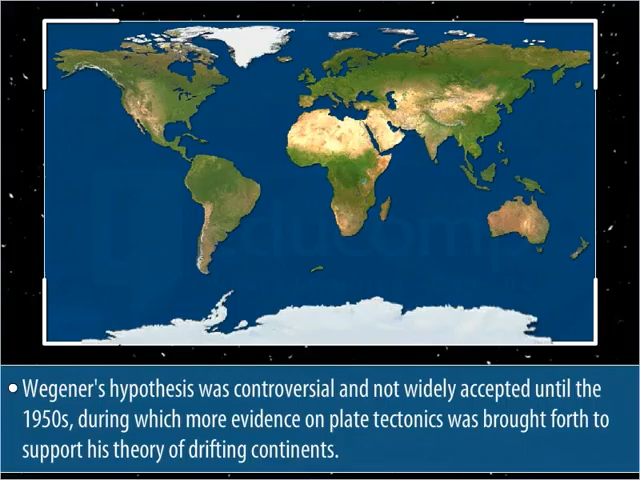 educomp
• Wegener's hypothesis was controversial and not widely accepted until the
1950s, during which more evidence on plate tectonics was brought forth to
support his theory of drifting continents.